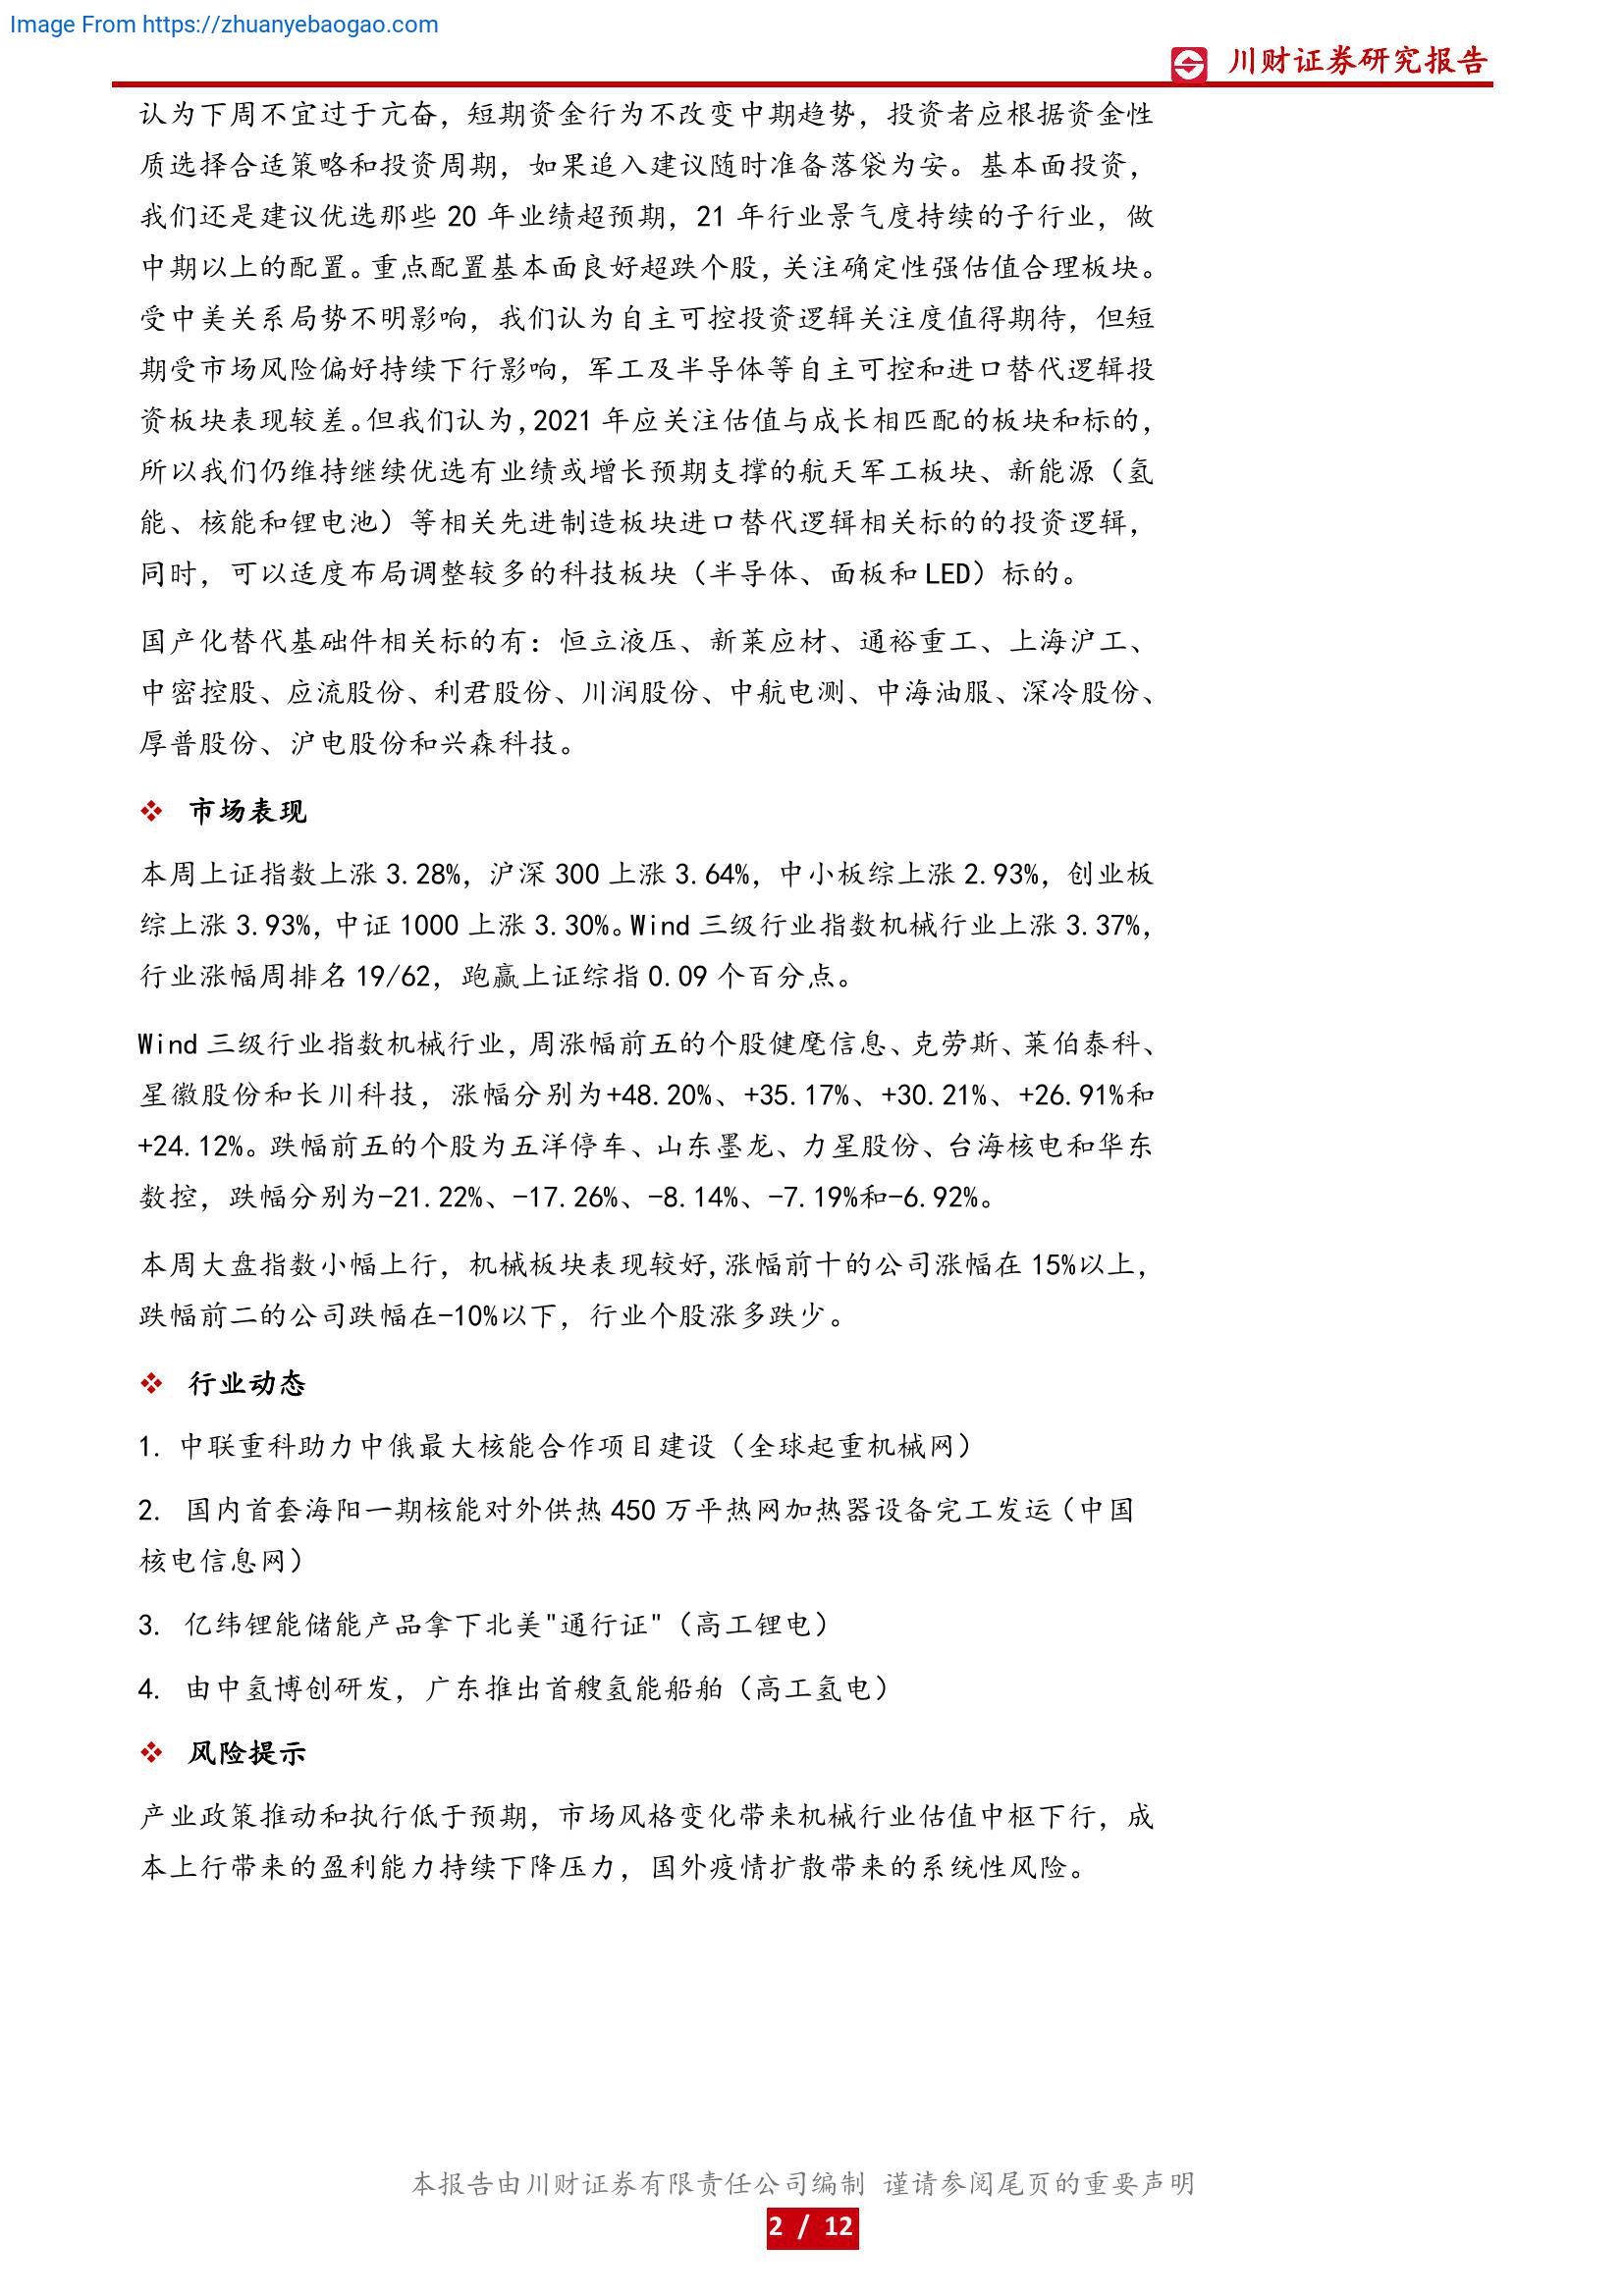 Image From https://zhuanyebaogao.com
川财证券研究报告
认为下周不宜过于亢奋，短期资金行为不改变中期趋势，投资者应根据资金性
质选择合适策略和投资周期，如果追入建议随时准备落袋为安。基本面投资，
我们还是建议优选那些 20 年业绩超预期，21 年行业景气度持续的子行业，做
中期以上的配置。重点配置基本面良好超跌个股，关注确定性强估值合理板块。
受中美关系局势不明影响，我们认为自主可控投资逻辑关注度值得期待，但短
期受市场风险偏好持续下行影响，军工及半导体等自主可控和进口替代逻辑投
资板块表现较差。但我们认为，2021 年应关注估值与成长相匹配的板块和标的，
所以我们仍维持继续优选有业绩或增长预期支撑的航天军工板块、新能源（氢
能、核能和锂电池）等相关先进制造板块进口替代逻辑相关标的的投资逻辑，
同时，可以适度布局调整较多的科技板块（半导体、面板和 LED）标的。
国产化替代基础件相关标的有：恒立液压、新莱应材、通裕重工、上海沪工、
中密控股、应流股份、利君股份、川润股份、中航电测、中海油服、深冷股份、
厚普股份、沪电股份和兴森科技。
❖ 市场表现
本周上证指数上涨 3.28%，沪深 300 上涨 3.64%，中小板综上涨 2.93%，创业板
综上涨 3.93%，中证 1000 上涨 3.30%。Wind 三级行业指数机械行业上涨 3.37%，
行业涨幅周排名 19/62，跑赢上证综指 0.09 个百分点。
Wind 三级行业指数机械行业，周涨幅前五的个股健麾信息、克劳斯、莱伯泰科、
星徽股份和长川科技，涨幅分别为+48.20%、+35.17%、+30.21%、+26.91%和
+24.12%。跌幅前五的个股为五洋停车、山东墨龙、力星股份、台海核电和华东
数控，跌幅分别为-21.22%、-17.26%、-8.14%、-7.19%和-6.92%。
本周大盘指数小幅上行，机械板块表现较好,涨幅前十的公司涨幅在 15%以上，
跌幅前二的公司跌幅在-10%以下，行业个股涨多跌少。
❖ 行业动态
1. 中联重科助力中俄最大核能合作项目建设（全球起重机械网）
2. 国内首套海阳一期核能对外供热 450 万平热网加热器设备完工发运（中国
核电信息网）
3. 亿纬锂能储能产品拿下北美"通行证"（高工锂电）
4. 由中氢博创研发，广东推出首艘氢能船舶（高工氢电）
❖ 风险提示
产业政策推动和执行低于预期，市场风格变化带来机械行业估值中枢下行，成
本上行带来的盈利能力持续下降压力，国外疫情扩散带来的系统性风险。
本报告由川财证券有限责任公司编制 谨请参阅尾页的重要声明
2 / 12